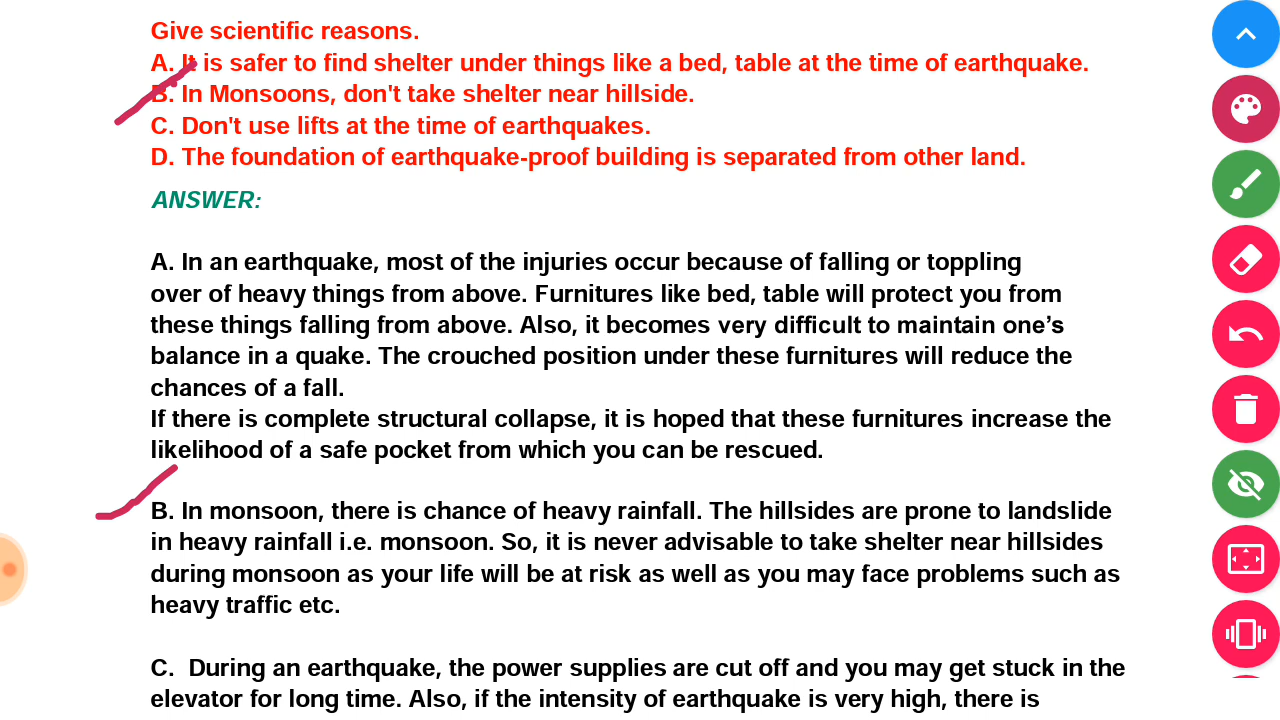 Give scientific reasons.
A. It is safer to find shelter under things like a bed, table at the time of earthquake.
B. In Monsoons, don't take shelter near hillside.
C. Don't use lifts at the time of earthquakes.
D. The foundation of earthquake-proof building is separated from other land.
ANSWER:
A. In an earthquake, most of the injuries occur because of falling or toppling
over of heavy things from above. Furnitures like bed, table will protect you from
these things falling from above. Also, it becomes very difficult to maintain one’s
balance in a quake. The crouched position under these furnitures will reduce the
chances of a fall.
If there is complete structural collapse, it is hoped that these furnitures increase the
likelihood of a safe pocket from which you can be rescued.
B. In monsoon, there is chance of heavy rainfall. The hillsides are prone to landslide
in heavy rainfall i.e. monsoon. So, it is never advisable to take shelter near hillsides
during monsoon as your life will be at risk as well as you may face problems such as
heavy traffic etc.
C. During an earthquake, the power supplies are cut off and you may get stuck in the
elevator for long time. Also, if the intensity of earthquake is very high, there is